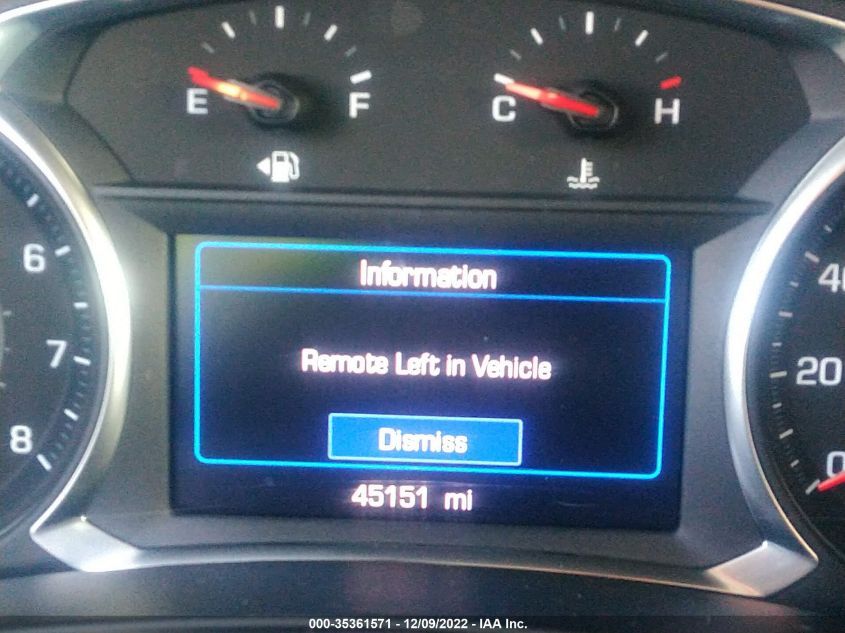 E F
C H
6
7
8
Information
Remote Left in Vehicle
Dismiss
45151 mi
40
20
0
000-35361571 - 12/09/2022 - IAA Inc.